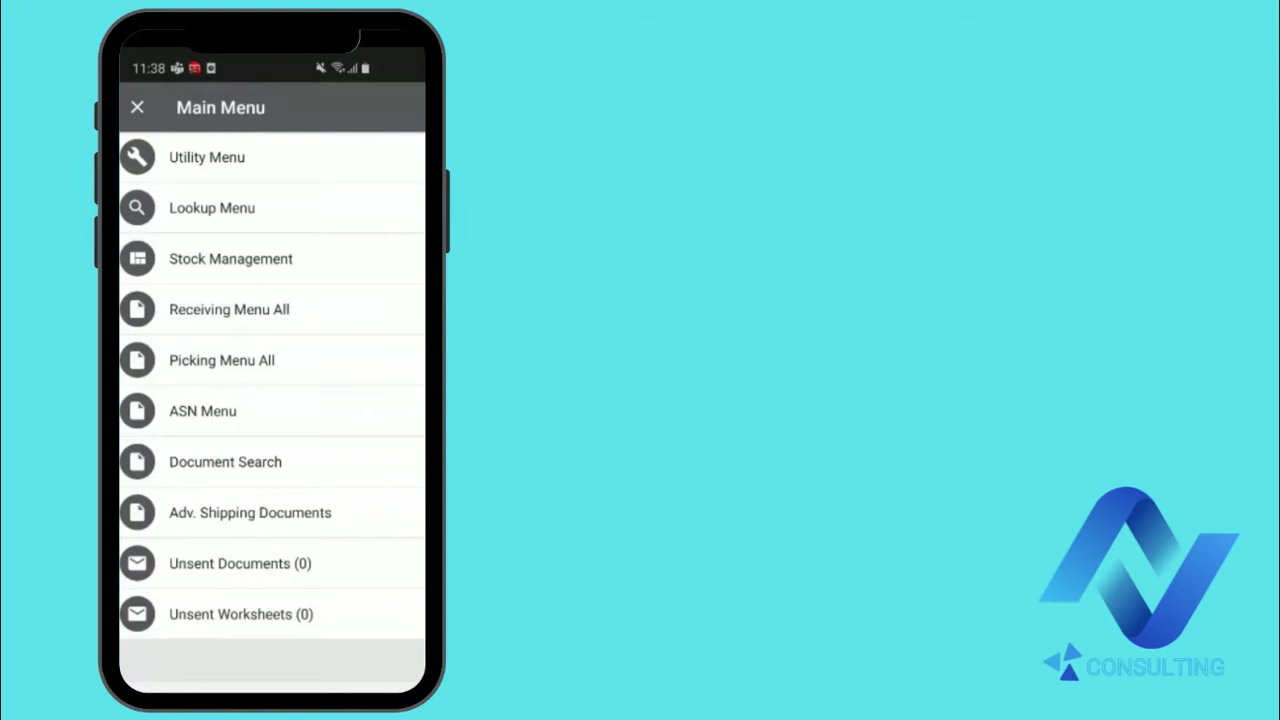 11:38
Main Menu
Utility Menu
Lookup Menu
Stock Management
Receiving Menu All
Picking Menu All
ASN Menu
Document Search
Adv. Shipping Documents
Unsent Documents (0)
Unsent Worksheets (0)
CONSULTING